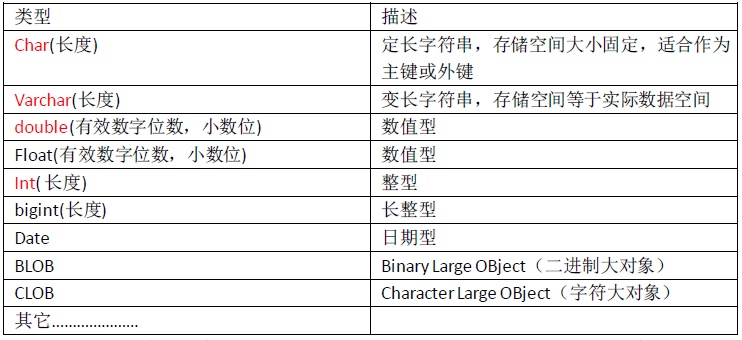 类型 描述
Char(长度) 定长字符串，存储空间大小固定，适合作为
主键或外键
Varchar(长度) 变长字符串，存储空间等于实际数据空间
double(有效数字位数，小数位) 数值型
Float(有效数字位数，小数位) 数值型
Int( 长度) 整型
bigint(长度) 长整型
Date 日期型
BLOB Binary Large OBject（二进制大对象）
CLOB Character Large OBject（字符大对象）
其它…………………